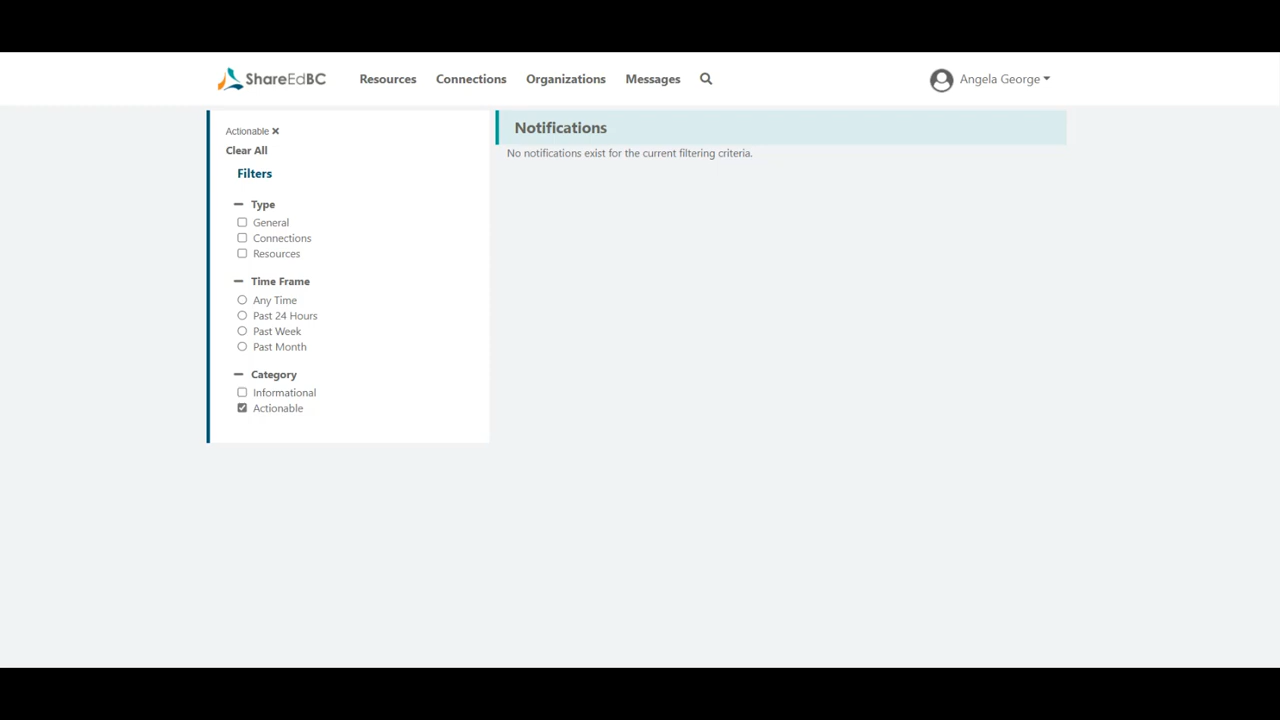 ShareEdBC Resources Connections Organizations Messages Angela George
Actionable ×
Clear All
Filters
Type
General
Connections
Resources
Time Frame
Any Time
Past 24 Hours
Past Week
Past Month
Category
Informational
Actionable
Notifications
No notifications exist for the current filtering criteria.